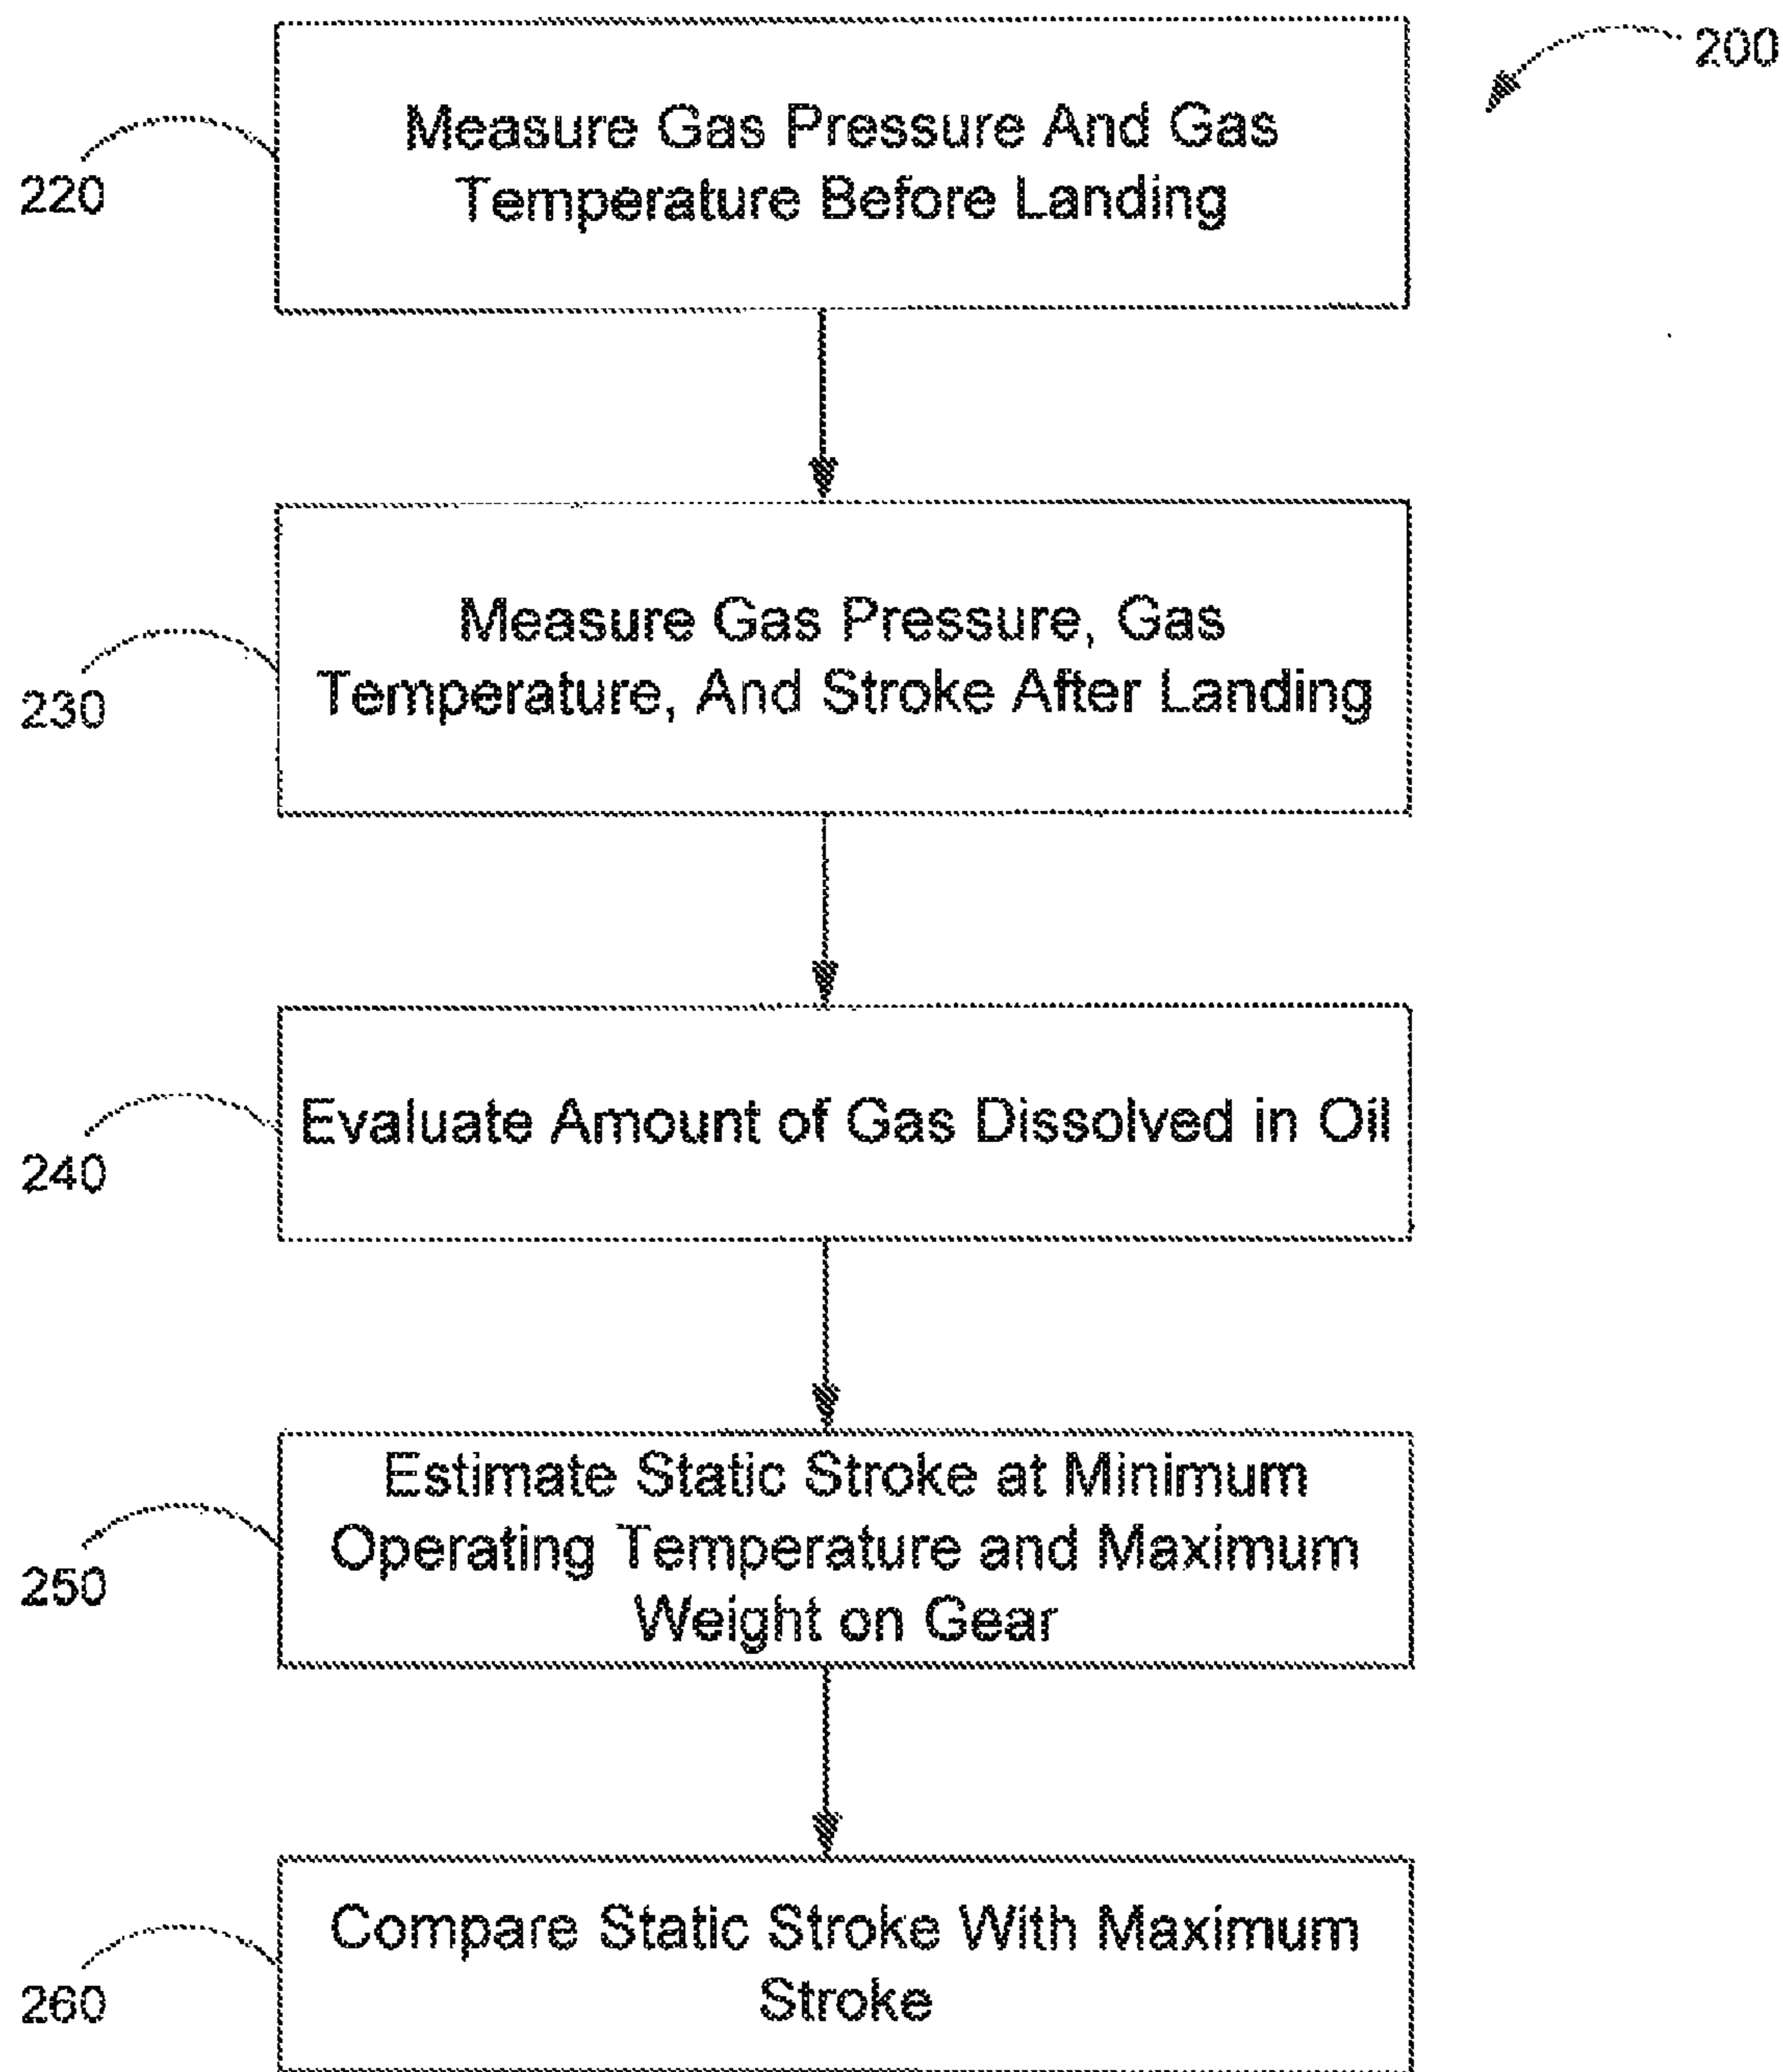 200
Measure Gas Pressure And Gas
Temperature Before Landing
220
Measure Gas Pressure, Gas
Temperature, And Stroke After Landing
230
Evaluate Amount of Gas Dissolved in Oil
240
Estimate Static Stroke at Minimum
Operating Temperature and Maximum
Weight on Gear
250
Compare Static Stroke With Maximum
Stroke
260